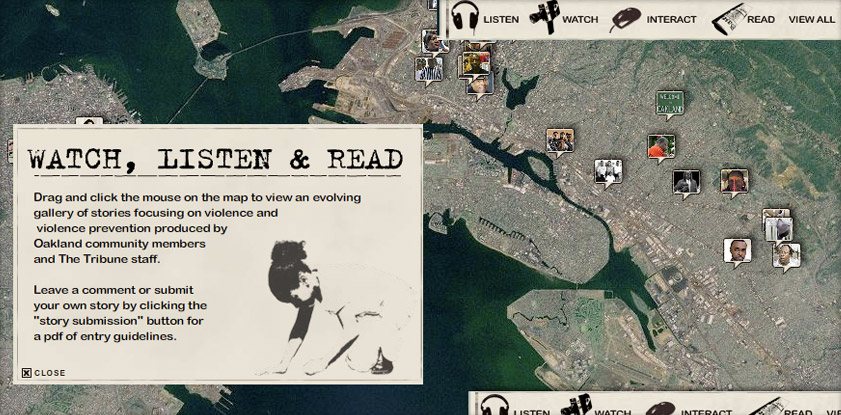 LISTEN WATCH INTERACT READ VIEW ALL
WELCOME
OAKLAND
WATCH, LISTEN & READ
Drag and click the mouse on the map to view an evolving
gallery of stories focusing on violence and
violence prevention produced by
Oakland community members
and The Tribune staff.
Leave a comment or submit
your own story by clicking the
"story submission" button for
a pdf of entry guidelines.
CLOSE
LISTEN WATCH INTERACT READ